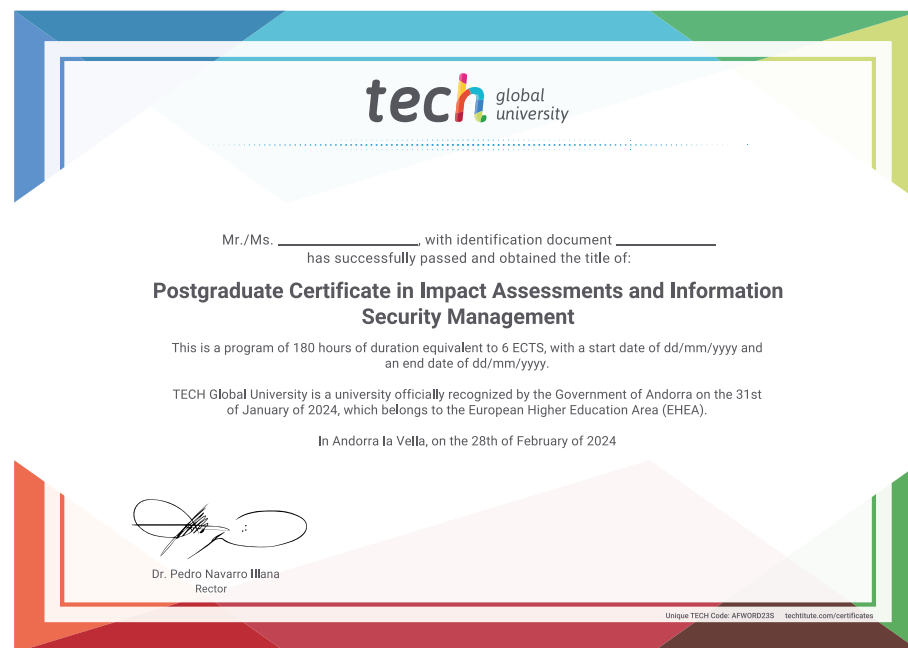 tech global university
Mr./Ms. ____________________, with identification document ______________
has successfully passed and obtained the title of:
Postgraduate Certificate in Impact Assessments and Information
Security Management
This is a program of 180 hours of duration equivalent to 6 ECTS, with a start date of dd/mm/yyyy and
an end date of dd/mm/yyyy.
TECH Global University is a university officially recognized by the Government of Andorra on the 31st
of January of 2024, which belongs to the European Higher Education Area (EHEA).
In Andorra la Vella, on the 28th of February of 2024
Dr. Pedro Navarro Illana
Rector
Unique TECH Code: AFWORD23S techtitute.com/certificates